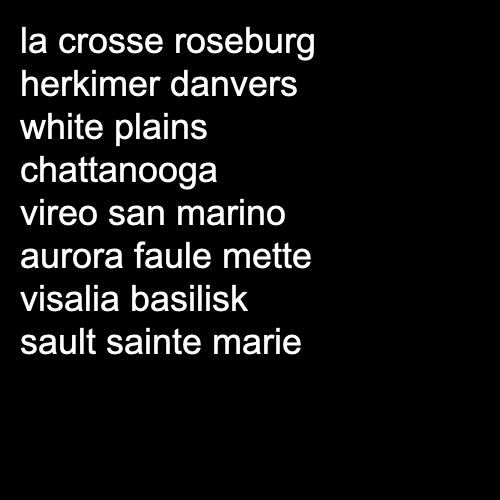 la crosse roseburg
herkimer danvers
white plains
chattanooga
vireo san marino
aurora faule mette
visalia basilisk
sault sainte marie